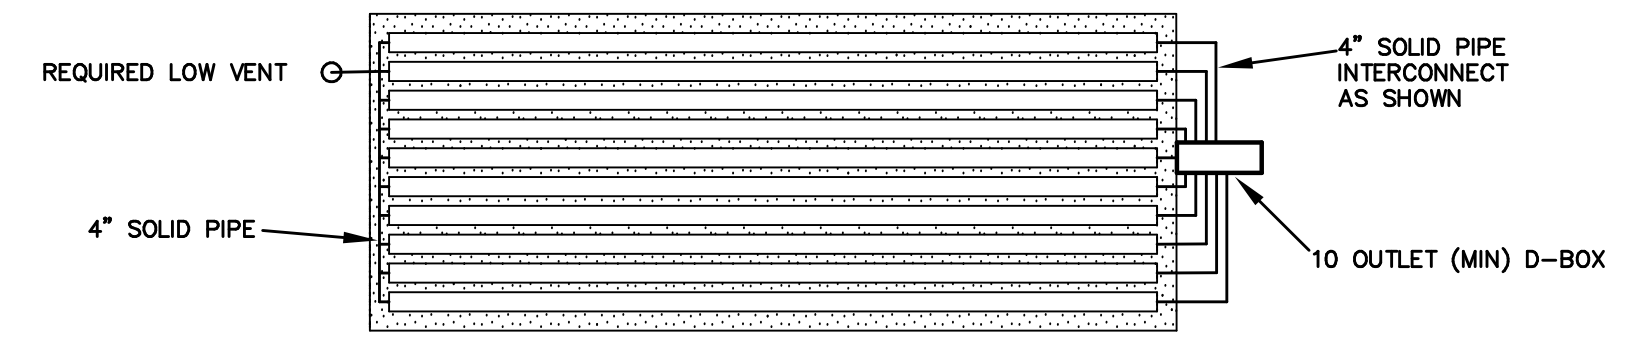 4" SOLID PIPE
INTERCONNECT
AS SHOWN
REQUIRED LOW VENT
4" SOLID PIPE
10 OUTLET (MIN) D-BOX